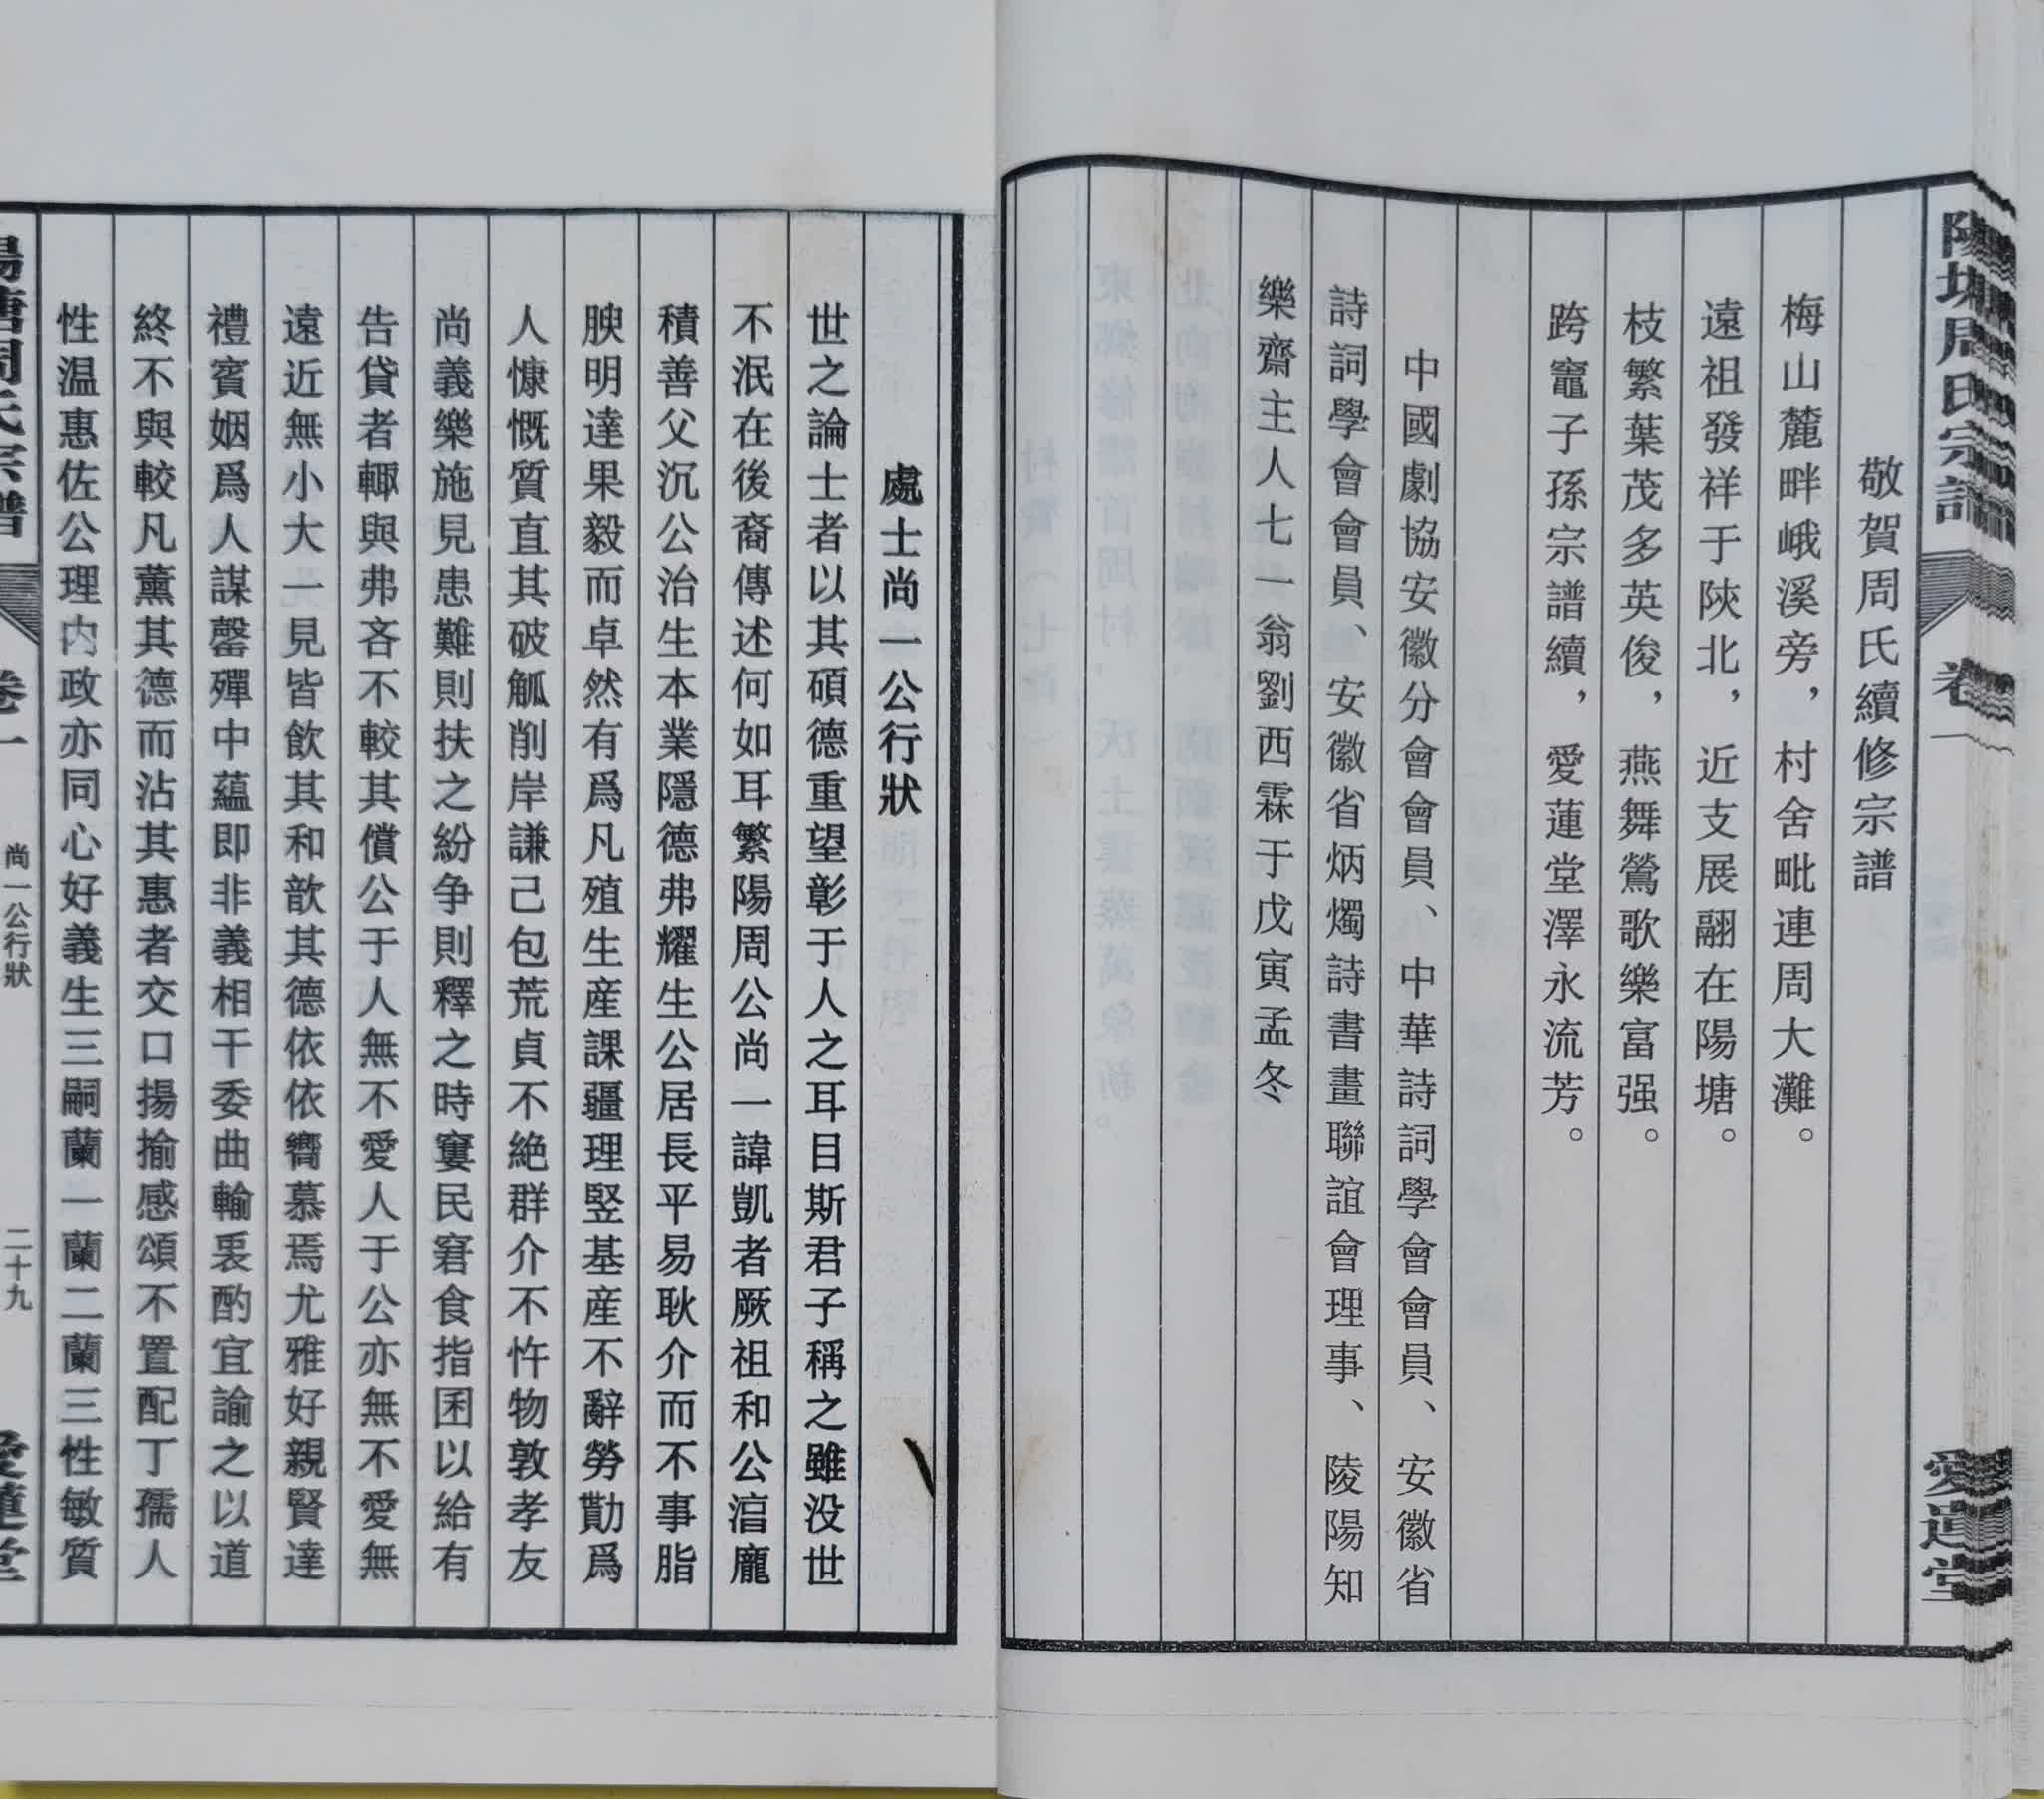 敬賀周氏續修宗譜
梅山麓畔峨溪旁，村舍毗連周大灘。
遠祖發祥于陝北，近支展翮在陽塘。
枝繁葉茂多英俊，燕舞鶯歌樂富强。
跨竈子孫宗譜續，愛蓮堂澤永流芳。
中國劇協安徽分會會員、中華詩詞學會會員、安徽省
詩詞學會會員、安徽省炳燭詩書畫聯誼會理事、陵陽知
樂齋主人七一翁劉西霖于戊寅孟冬
處士尚一公行狀
世之論士者以其碩德重望彰于人之耳目斯君子稱之雖没世
不泯在後裔傳述何如耳繁陽周公尚一諱凱者厥祖和公涫龐
積善父沉公治生本業隱德弗耀生公居長平易耿介而不事脂
腴明達果毅而卓然有爲凡殖生産課疆理竪基産不辭勞勩爲
人慷慨質直其破觚削岸謙己包荒貞不絶群介不忤物敦孝友
尚義樂施見患難則扶之紛争則釋之時窶民窘食指囷以給有
告貸者輙與弗吝不較其償公于人無不愛人于公亦無不愛無
遠近無小大一見皆飲其和歆其德依依嚮慕焉尤雅好親賢達
禮賓姻爲人謀罄殫中蘊即非義相干委曲輸裒酌宜諭之以道
終不與較凡薰其德而沾其惠者交口揚揄感頌不置配丁孺人
性温惠佐公理内政亦同心好義生三嗣蘭一蘭二蘭三性敏質
陽塘周氏宗譜
卷一
尚一公行狀
二十九
愛蓮堂